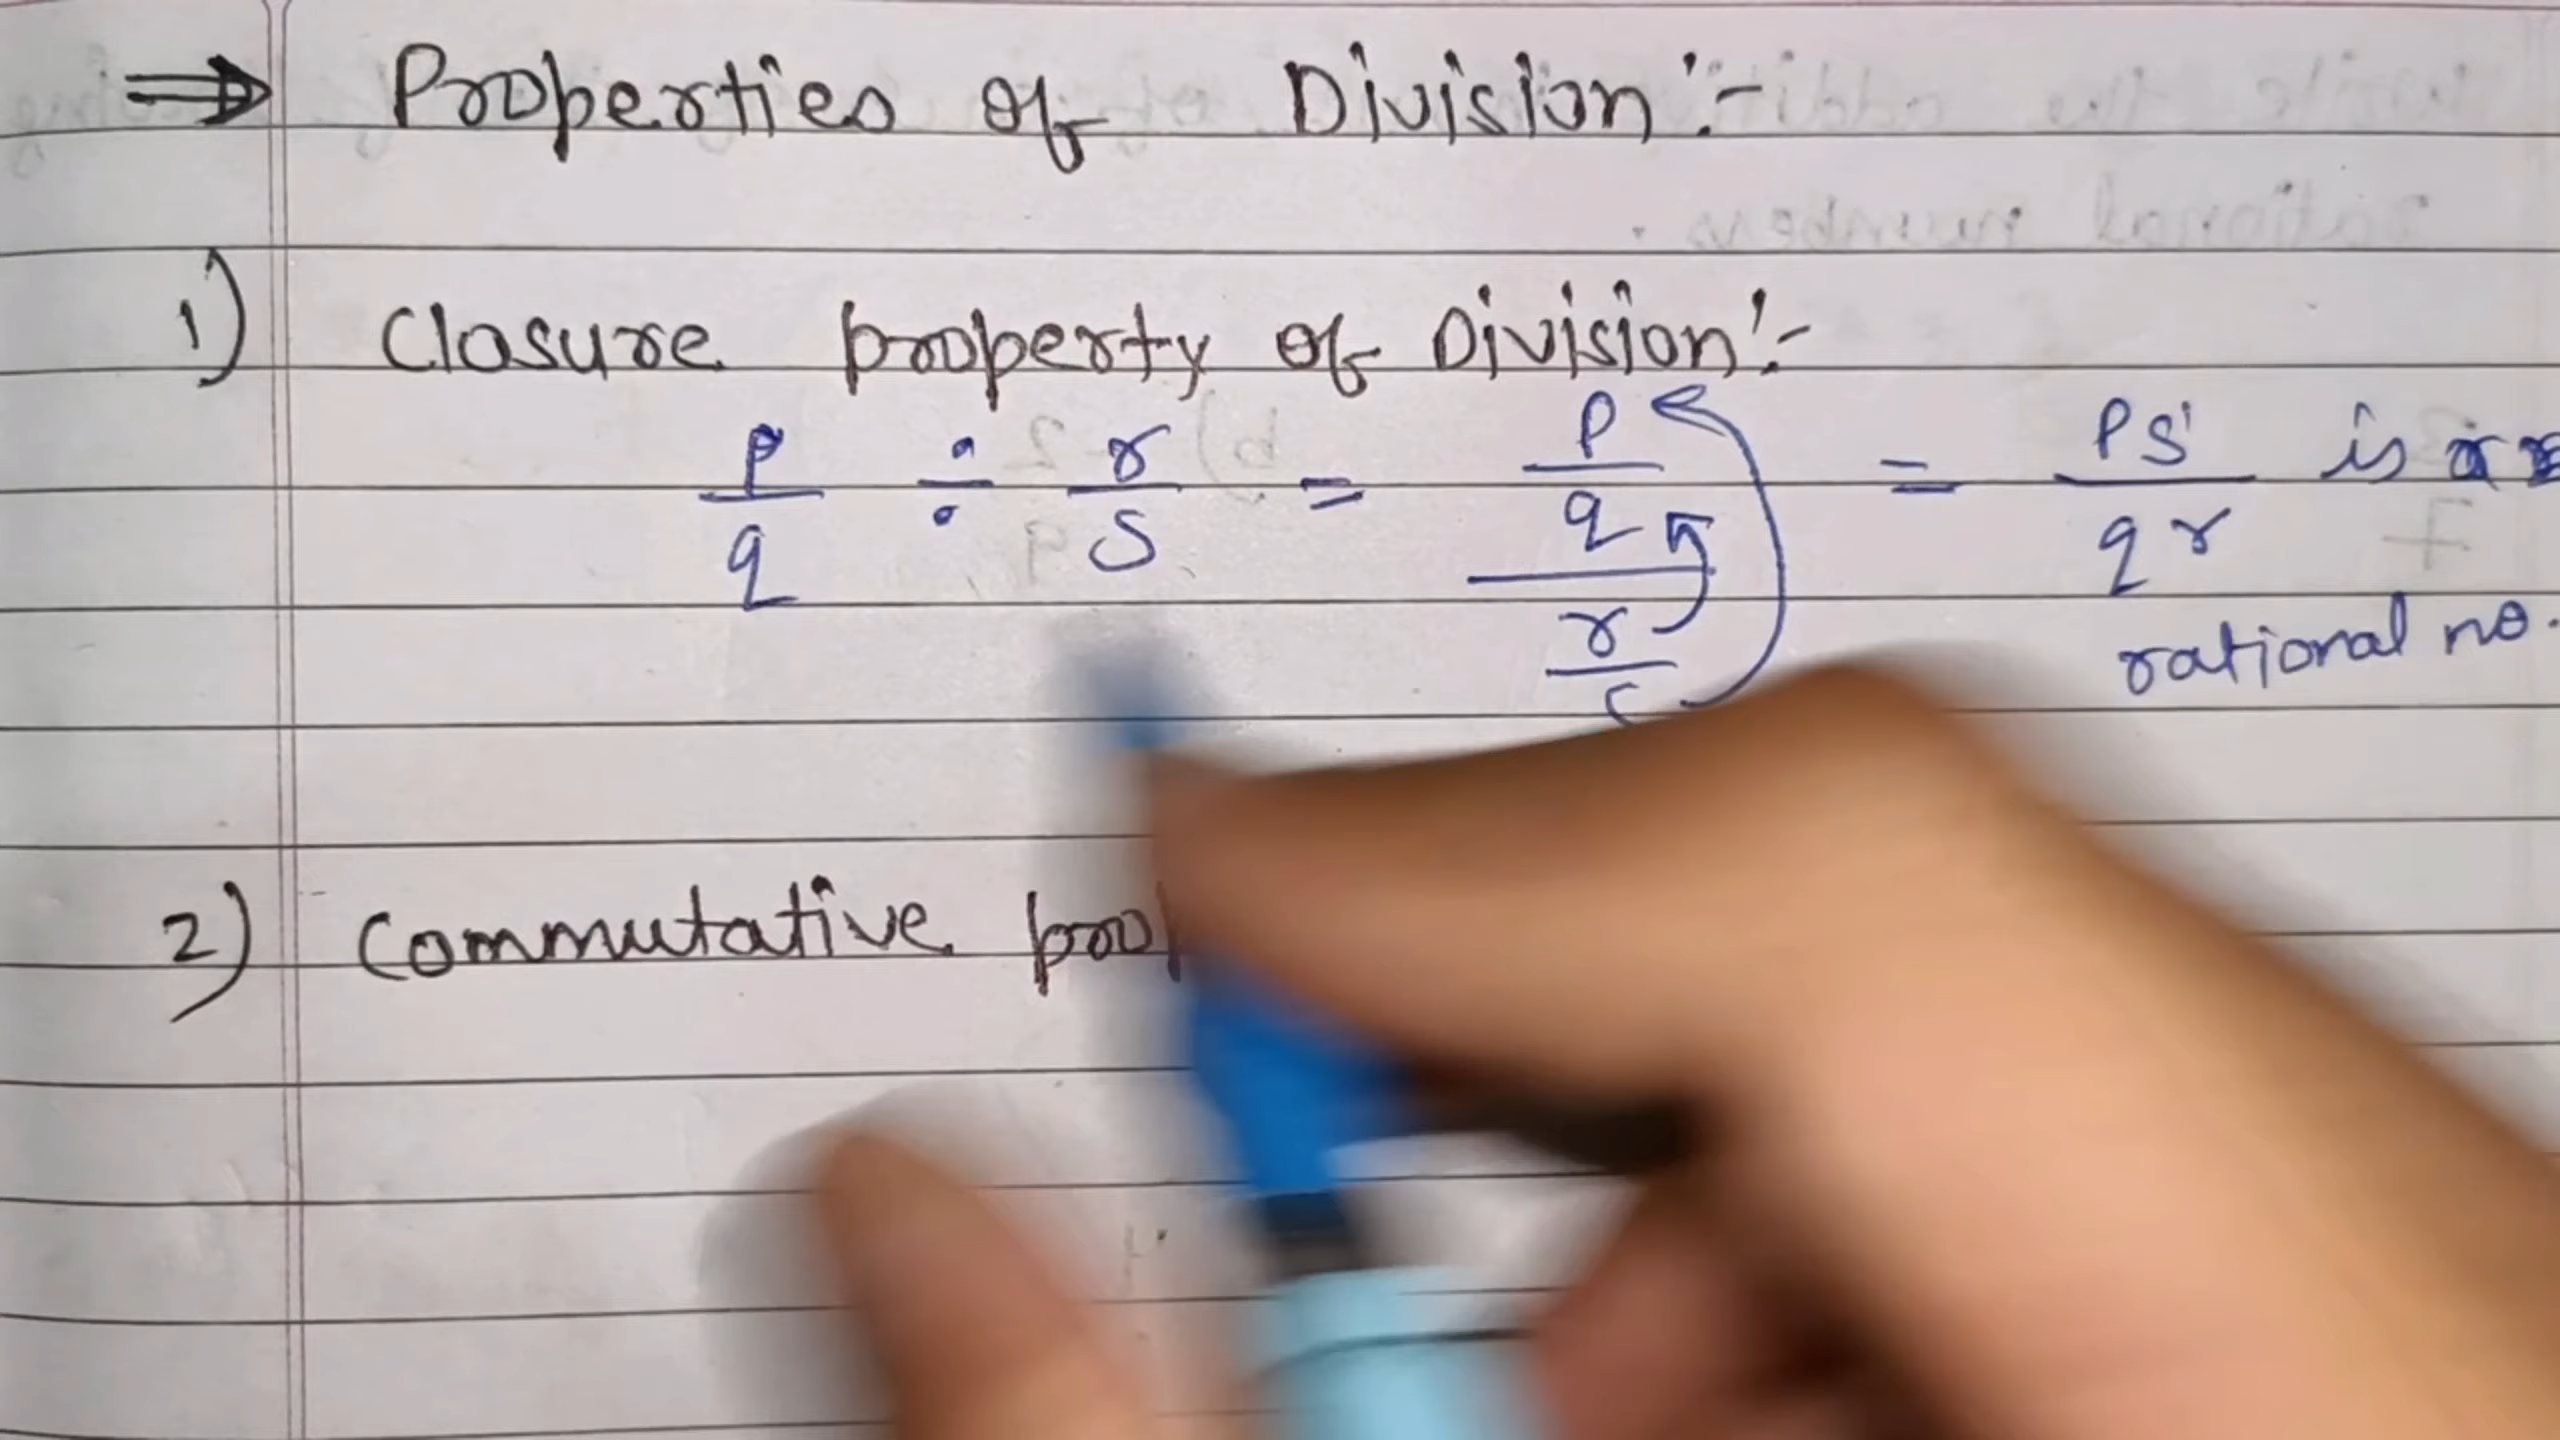 ⇒ Properties of Division:-
1) Closure property of Division:-
p/q ÷ r/s = (p/q)/(r/s) = ps/qr is
rational no.
2) Commutative